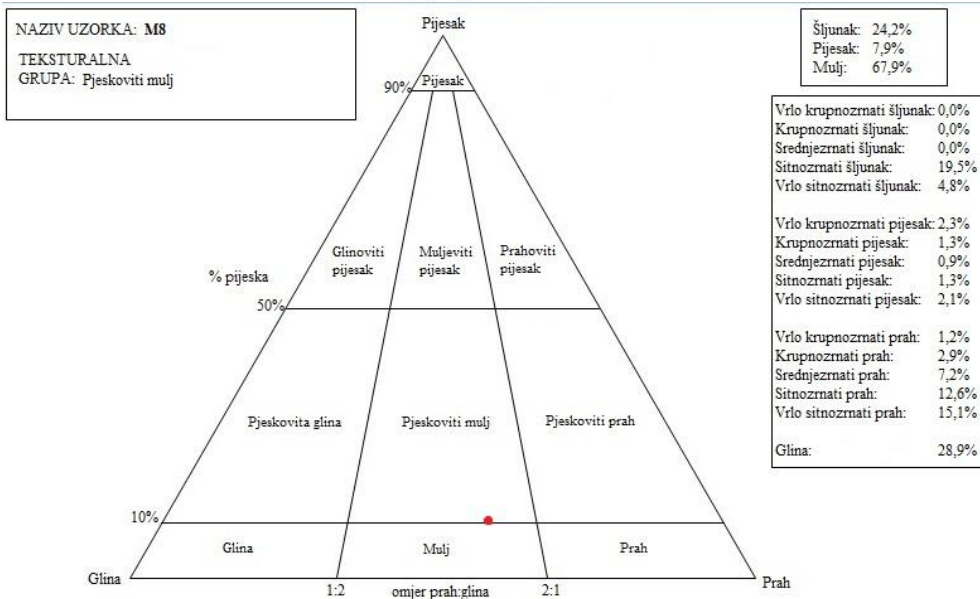 NAZIV UZORKA: M8
TEKSTURALNA
GRUPA: Pjeskoviti mulj
Šljunak: 24,2%
Pijesak: 7,9%
Mulj: 67,9%
Vrlo krupnozrnati šljunak: 0,0%
Krupnozrnati šljunak: 0,0%
Srednjezrnati šljunak: 0,0%
Sitnozrnati šljunak: 19,5%
Vrlo sitnozrnati šljunak: 4,8%
Vrlo krupnozrnati pijesak: 2,3%
Krupnozrnati pijesak: 1,3%
Srednjezrnati pijesak: 0,9%
Sitnozrnati pijesak: 1,3%
Vrlo sitnozrnati pijesak: 2,1%
Vrlo krupnozrnati prah: 1,2%
Krupnozrnati prah: 2,9%
Srednjezrnati prah: 7,2%
Sitnozrnati prah: 12,6%
Vrlo sitnozrnati prah: 15,1%
Glina: 28,9%
Pijesak
90% Pijesak
Glinoviti
pijesak
Muljeviti
pijesak
Prahoviti
pijesak
% pijeska
50%
Pjeskovita glina
Pjeskoviti mulj
Pjeskoviti prah
10%
Glina
Mulj
Prah
Glina
Prah
1:2
omjer prah:glina
2:1